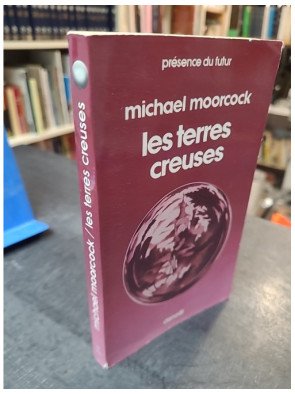 présence du futur
michael moorcock
les terres
creuses
denoël
michael moorcock/les terres creuses